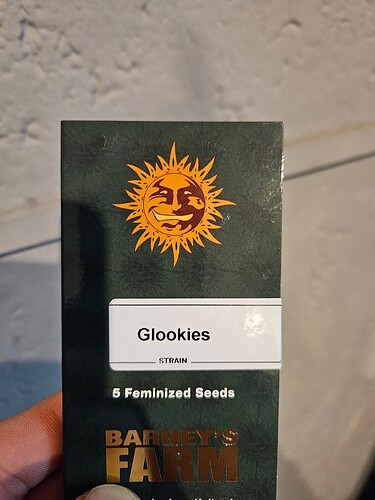 Glookies
STRAIN
5 Feminized Seeds
BARNEY'S
FARM